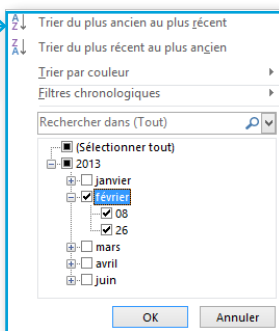 Trier du plus ancien au plus récent
Trier du plus récent au plus ancien
Trier par couleur
Filtres chronologiques
Rechercher dans (Tout)
(Sélectionner tout)
2013
janvier
février
08
26
mars
avril
juin
OK Annuler